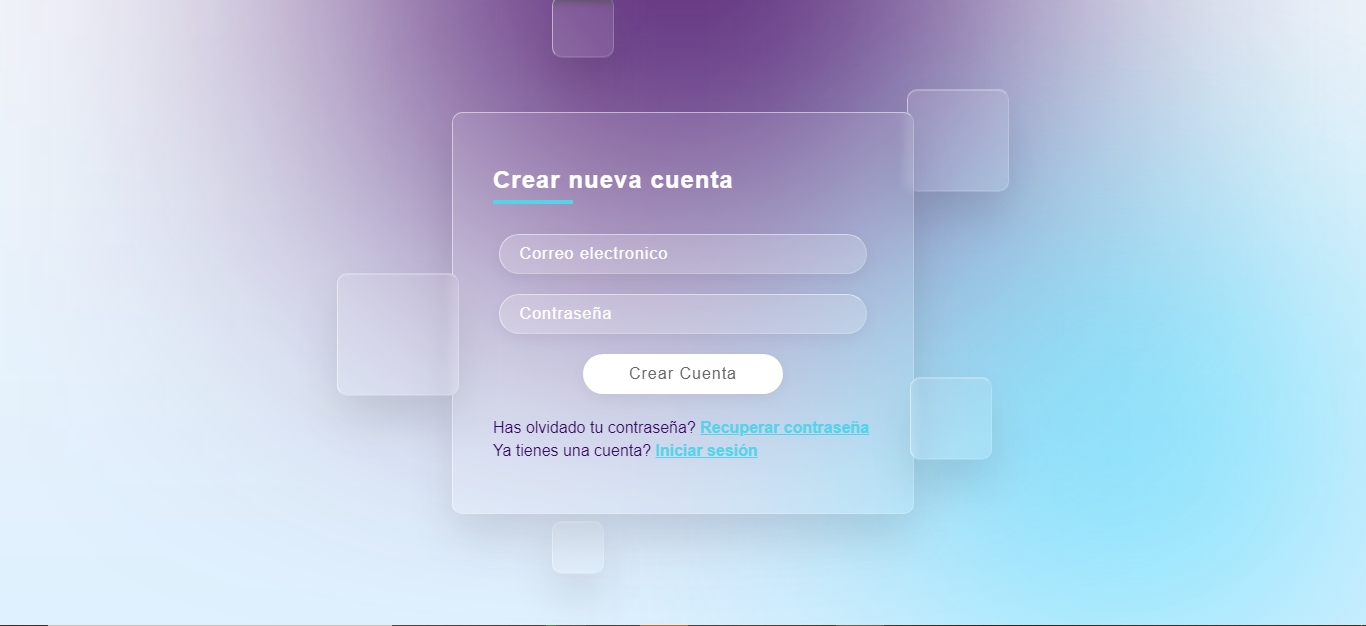 Crear nueva cuenta
Correo electronico
Contraseña
Crear Cuenta
Has olvidado tu contraseña? Recuperar contraseña
Ya tienes una cuenta? Iniciar sesión